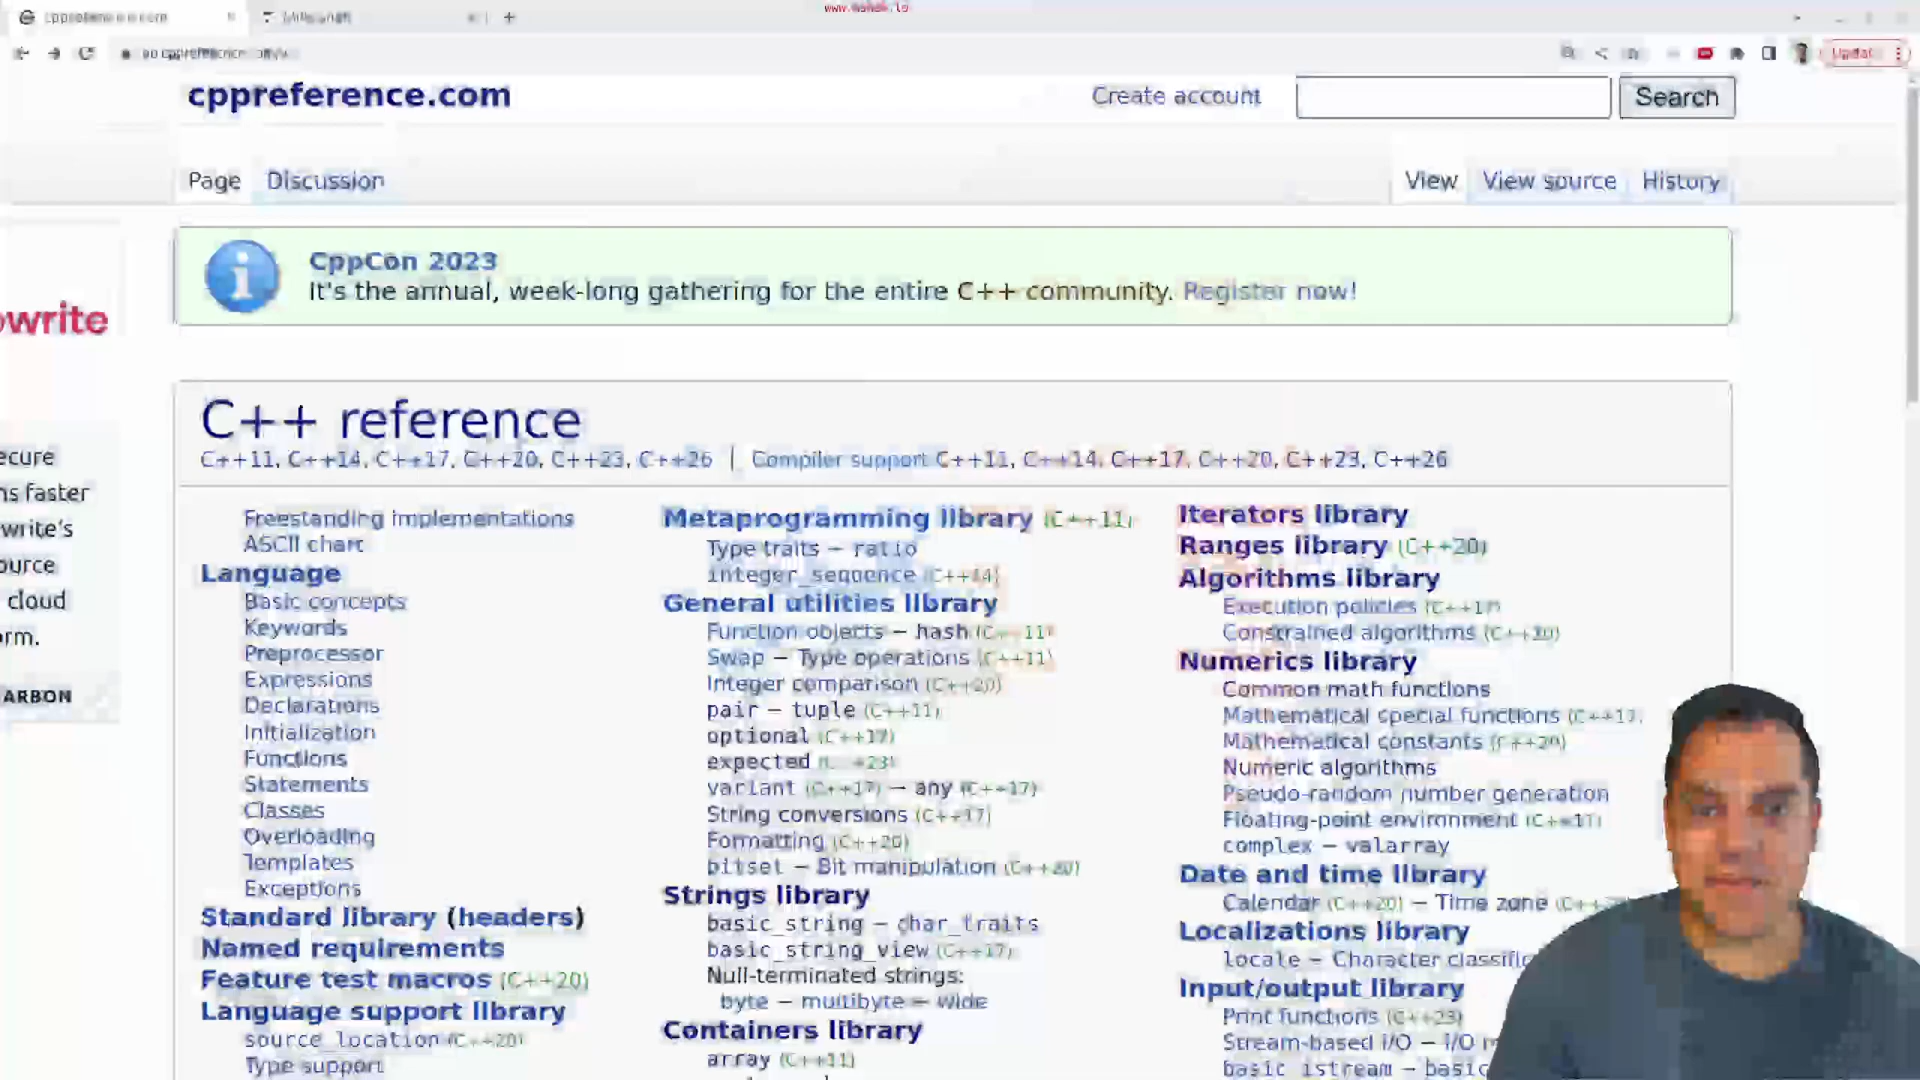 cppreference.com
Create account
Search
Page
Discussion
View
View source
History
CppCon 2023
It's the annual, week-long gathering for the entire C++ community. Register now!
owrite
ecure
ns faster
write's
ource
cloud
orm.
ARBON
C++ reference
C++11, C++14, C++17, C++20, C++23, C++26 | Compiler support C++11, C++14, C++17, C++20, C++23, C++26
Freestanding implementations
ASCII chart
Language
Basic concepts
Keywords
Preprocessor
Expressions
Declarations
Initialization
Functions
Statements
Classes
Overloading
Templates
Exceptions
Standard library (headers)
Named requirements
Feature test macros (C++20)
Language support library
source_location (C++20)
Type support
Metaprogramming library (C++11)
Type traits − ratio
integer_sequence (C++14)
General utilities library
Function objects − hash (C++11)
Swap − Type operations (C++11)
Integer comparison (C++20)
pair − tuple (C++11)
optional (C++17)
expected (C++23)
variant (C++17) − any (C++17)
String conversions (C++17)
Formatting (C++20)
bitset − Bit manipulation (C++20)
Strings library
basic_string − char_traits
basic_string_view (C++17)
Null-terminated strings:
byte − multibyte − wide
Containers library
array (C++11)
Iterators library
Ranges library (C++20)
Algorithms library
Execution policies (C++17)
Constrained algorithms (C++20)
Numerics library
Common math functions
Mathematical special functions (C++17)
Mathematical constants (C++20)
Numeric algorithms
Pseudo-random number generation
Floating-point environment (C++11)
complex − valarray
Date and time library
Calendar (C++20) − Time zone
Localizations library
locale − Character classific
Input/output library
Print functions (C++23)
Stream-based I/O − I/O
basic_istream − basic